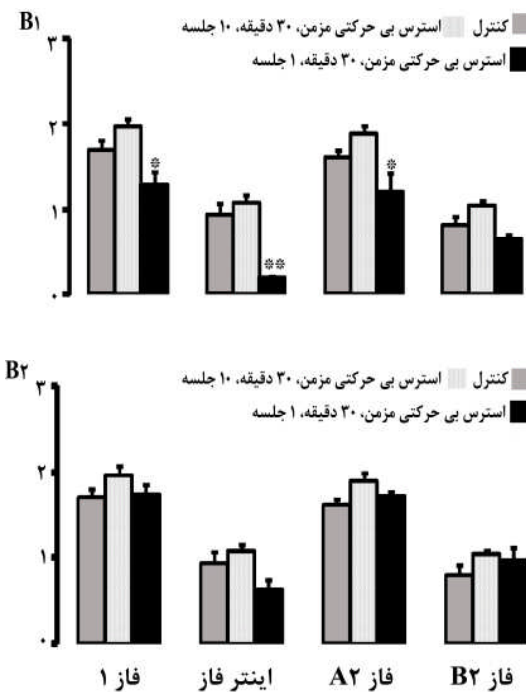 B۱
کنترل استرس بی حرکتی مزمن، ۳۰ دقیقه، ۱۰ جلسه
استرس بی حرکتی مزمن، ۳۰ دقیقه، ۱ جلسه
۳
۲
۱
۰
*
**
*
B۲
کنترل استرس بی حرکتی مزمن، ۳۰ دقیقه، ۱۰ جلسه
استرس بی حرکتی مزمن، ۳۰ دقیقه، ۱ جلسه
۳
۲
۱
۰
فاز ۱ اینتر فاز فاز A۲ فاز B۲